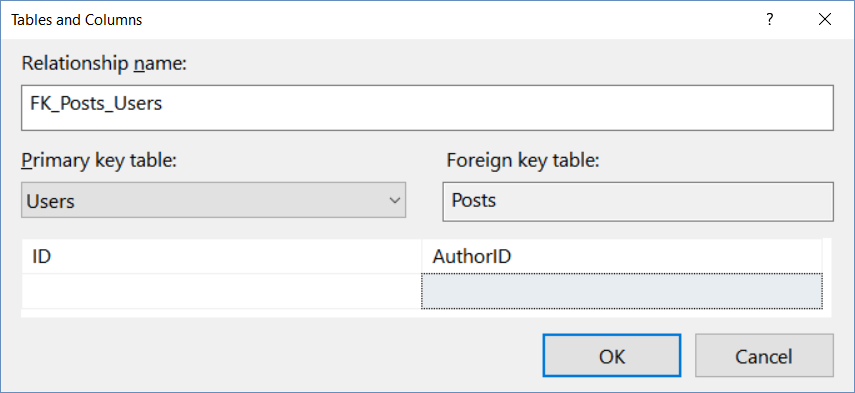 Tables and Columns ?
Relationship name:
FK_Posts_Users
Primary key table: Foreign key table:
Users Posts
ID AuthorID
OK Cancel